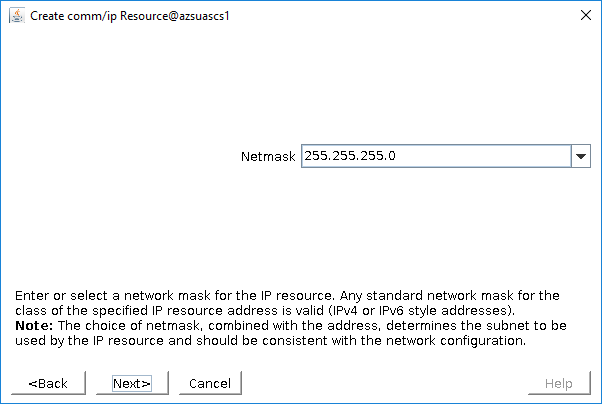 Create comm/ip Resource@azsuascs1
Netmask 255.255.255.0
Enter or select a network mask for the IP resource. Any standard network mask for the
class of the specified IP resource address is valid (IPv4 or IPv6 style addresses).
Note: The choice of netmask, combined with the address, determines the subnet to be
used by the IP resource and should be consistent with the network configuration.
<Back Next> Cancel Help